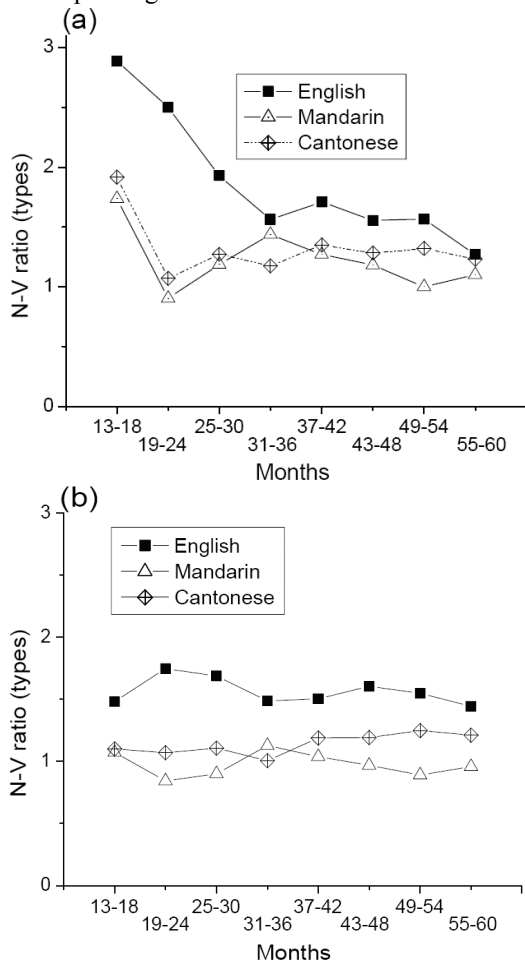 (a)
3
English
Mandarin
Cantonese
2
N-V ratio (types)
1
0
13-18 25-30 37-42 49-54
19-24 31-36 43-48 55-60
Months
(b)
3
English
Mandarin
Cantonese
2
N-V ratio (types)
1
0
13-18 25-30 37-42 49-54
19-24 31-36 43-48 55-60
Months